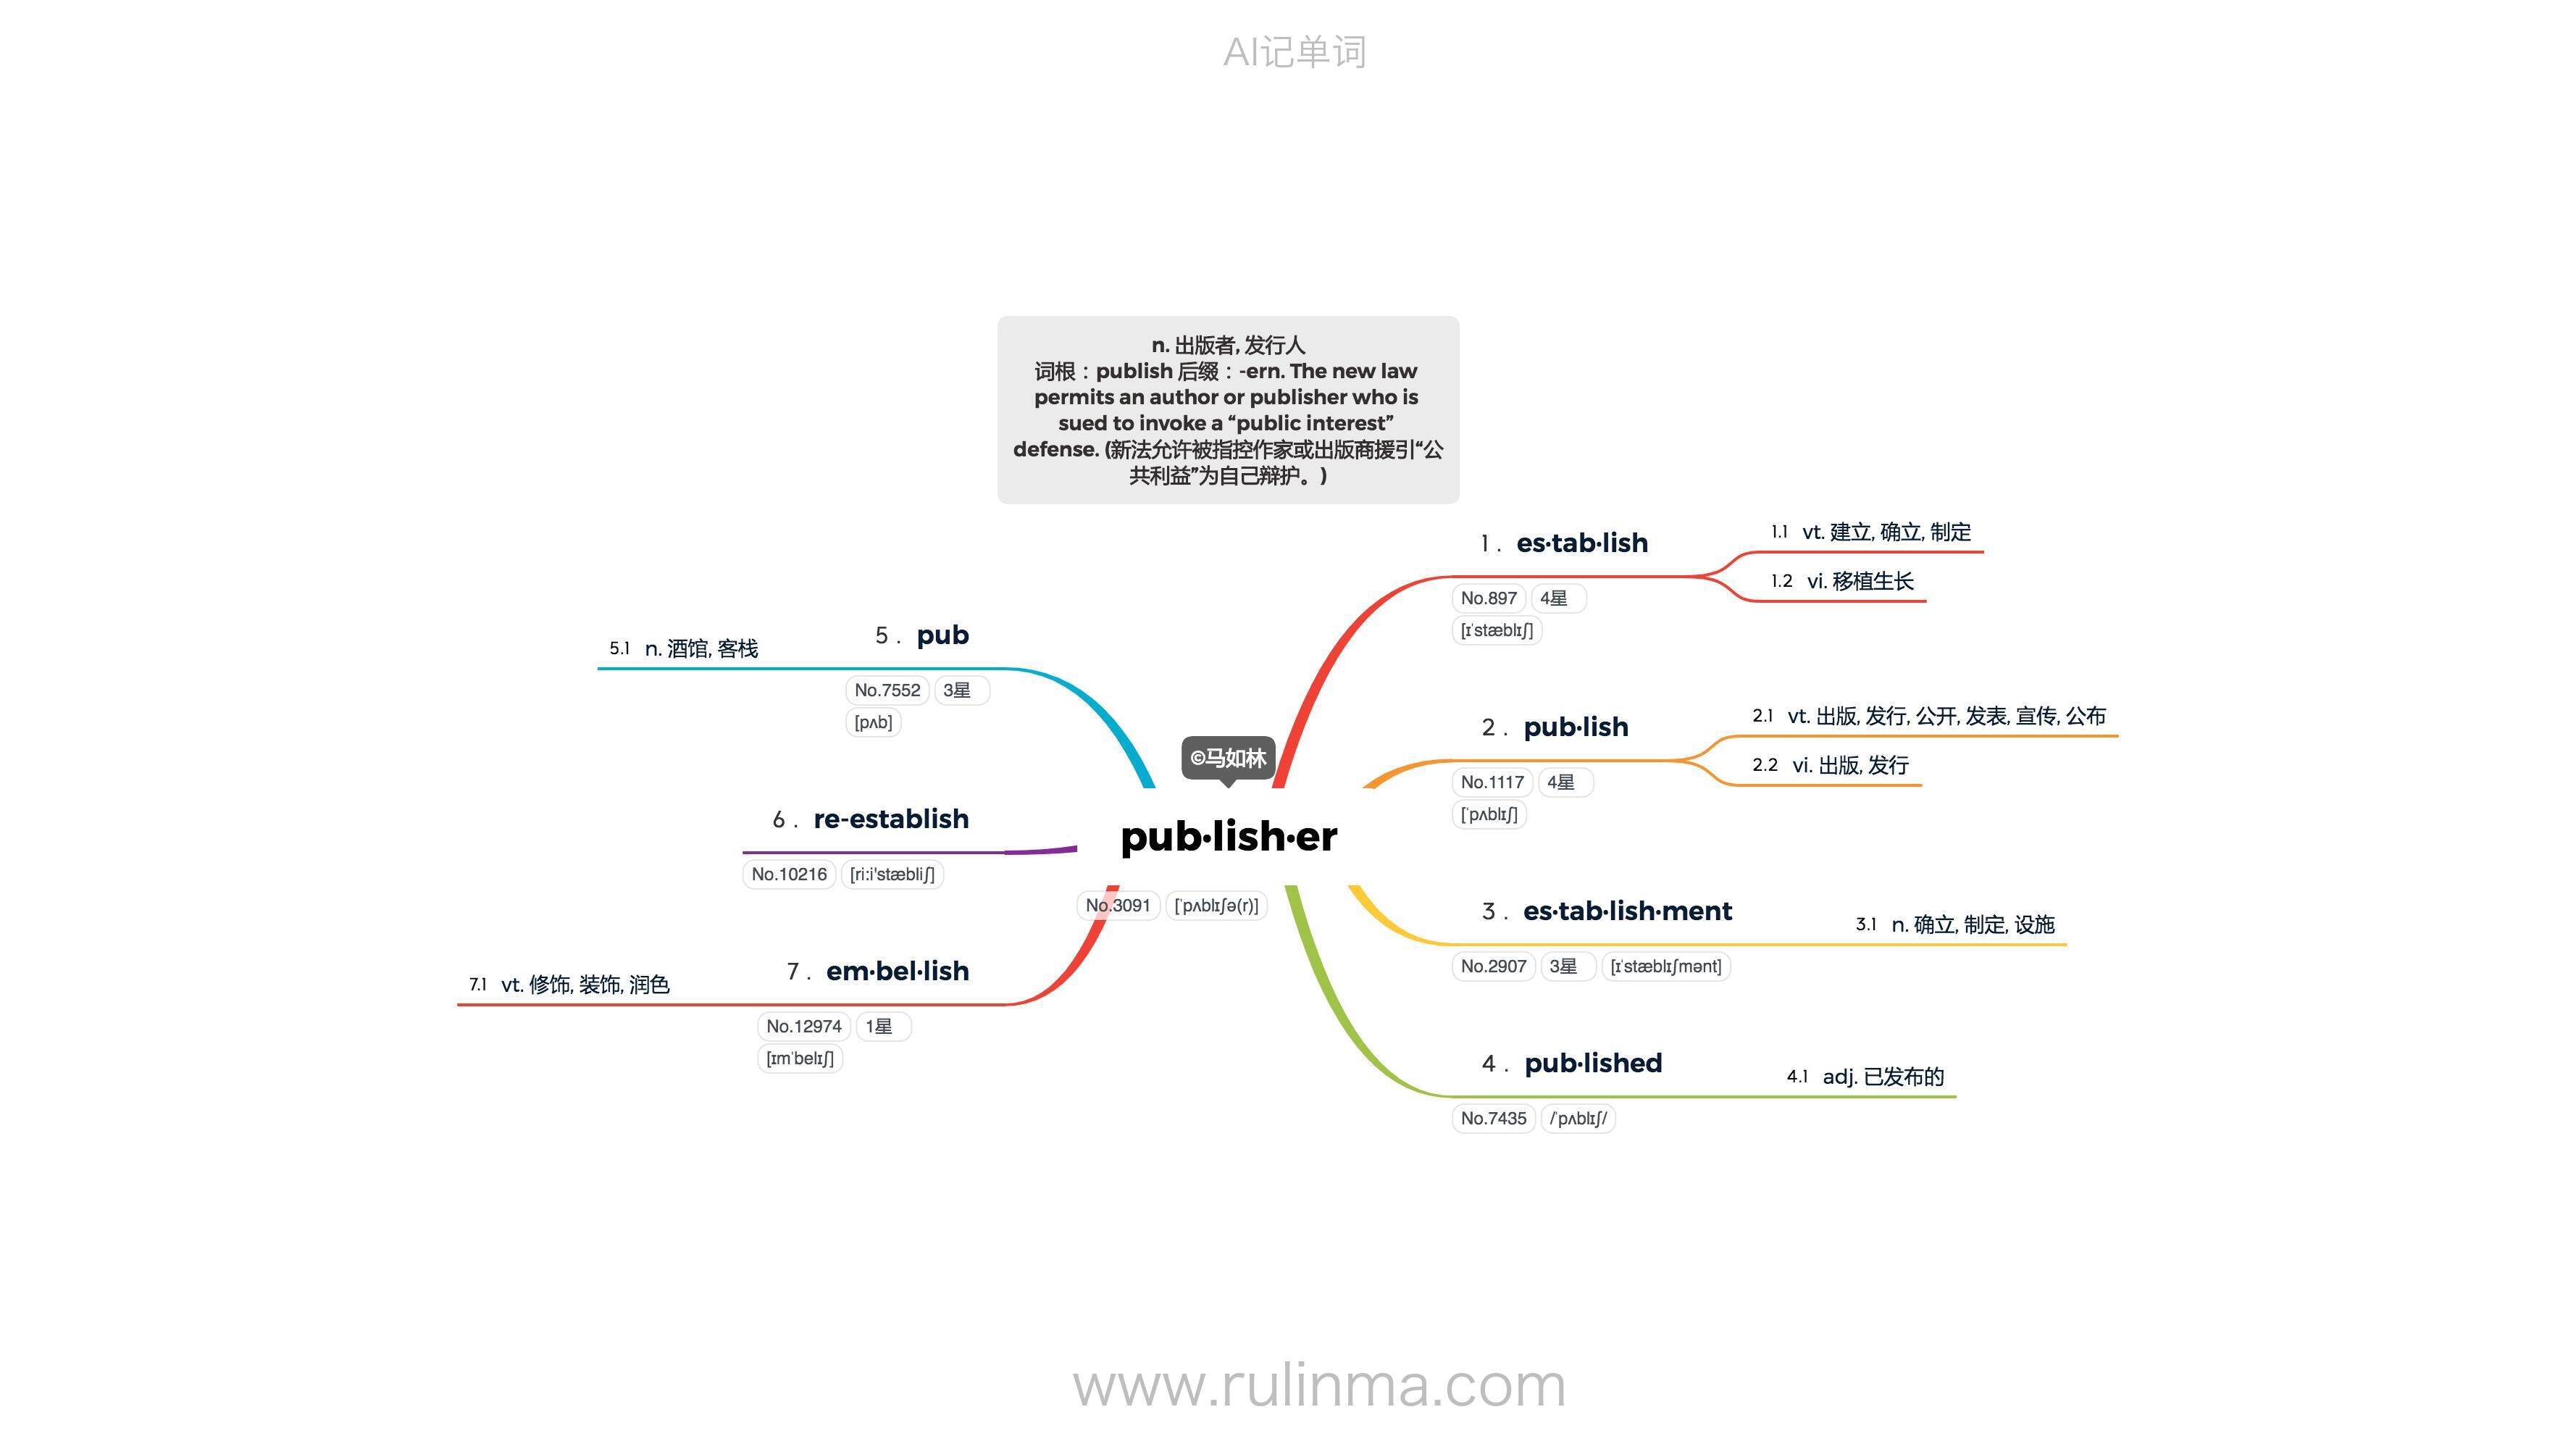 AI记单词
n. 出版者, 发行人
词根：publish 后缀：-ern. The new law
permits an author or publisher who is
sued to invoke a “public interest”
defense. (新法允许被指控作家或出版商援引“公
共利益”为自己辩护。)
©马如林
pub·lish·er
No.3091 [ˈpʌblɪʃə(r)]
1 . es·tab·lish
No.897 4星
[ɪˈstæblɪʃ]
1.1 vt. 建立, 确立, 制定
1.2 vi. 移植生长
2 . pub·lish
No.1117 4星
[ˈpʌblɪʃ]
2.1 vt. 出版, 发行, 公开, 发表, 宣传, 公布
2.2 vi. 出版, 发行
3 . es·tab·lish·ment
No.2907 3星 [ɪˈstæblɪʃmənt]
3.1 n. 确立, 制定, 设施
4 . pub·lished
No.7435 /ˈpʌblɪʃ/
4.1 adj. 已发布的
5 . pub
No.7552 3星
[pʌb]
5.1 n. 酒馆, 客栈
6 . re-establish
No.10216 [ri:i'stæbliʃ]
7 . em·bel·lish
No.12974 1星
[ɪmˈbelɪʃ]
7.1 vt. 修饰, 装饰, 润色
www.rulinma.com